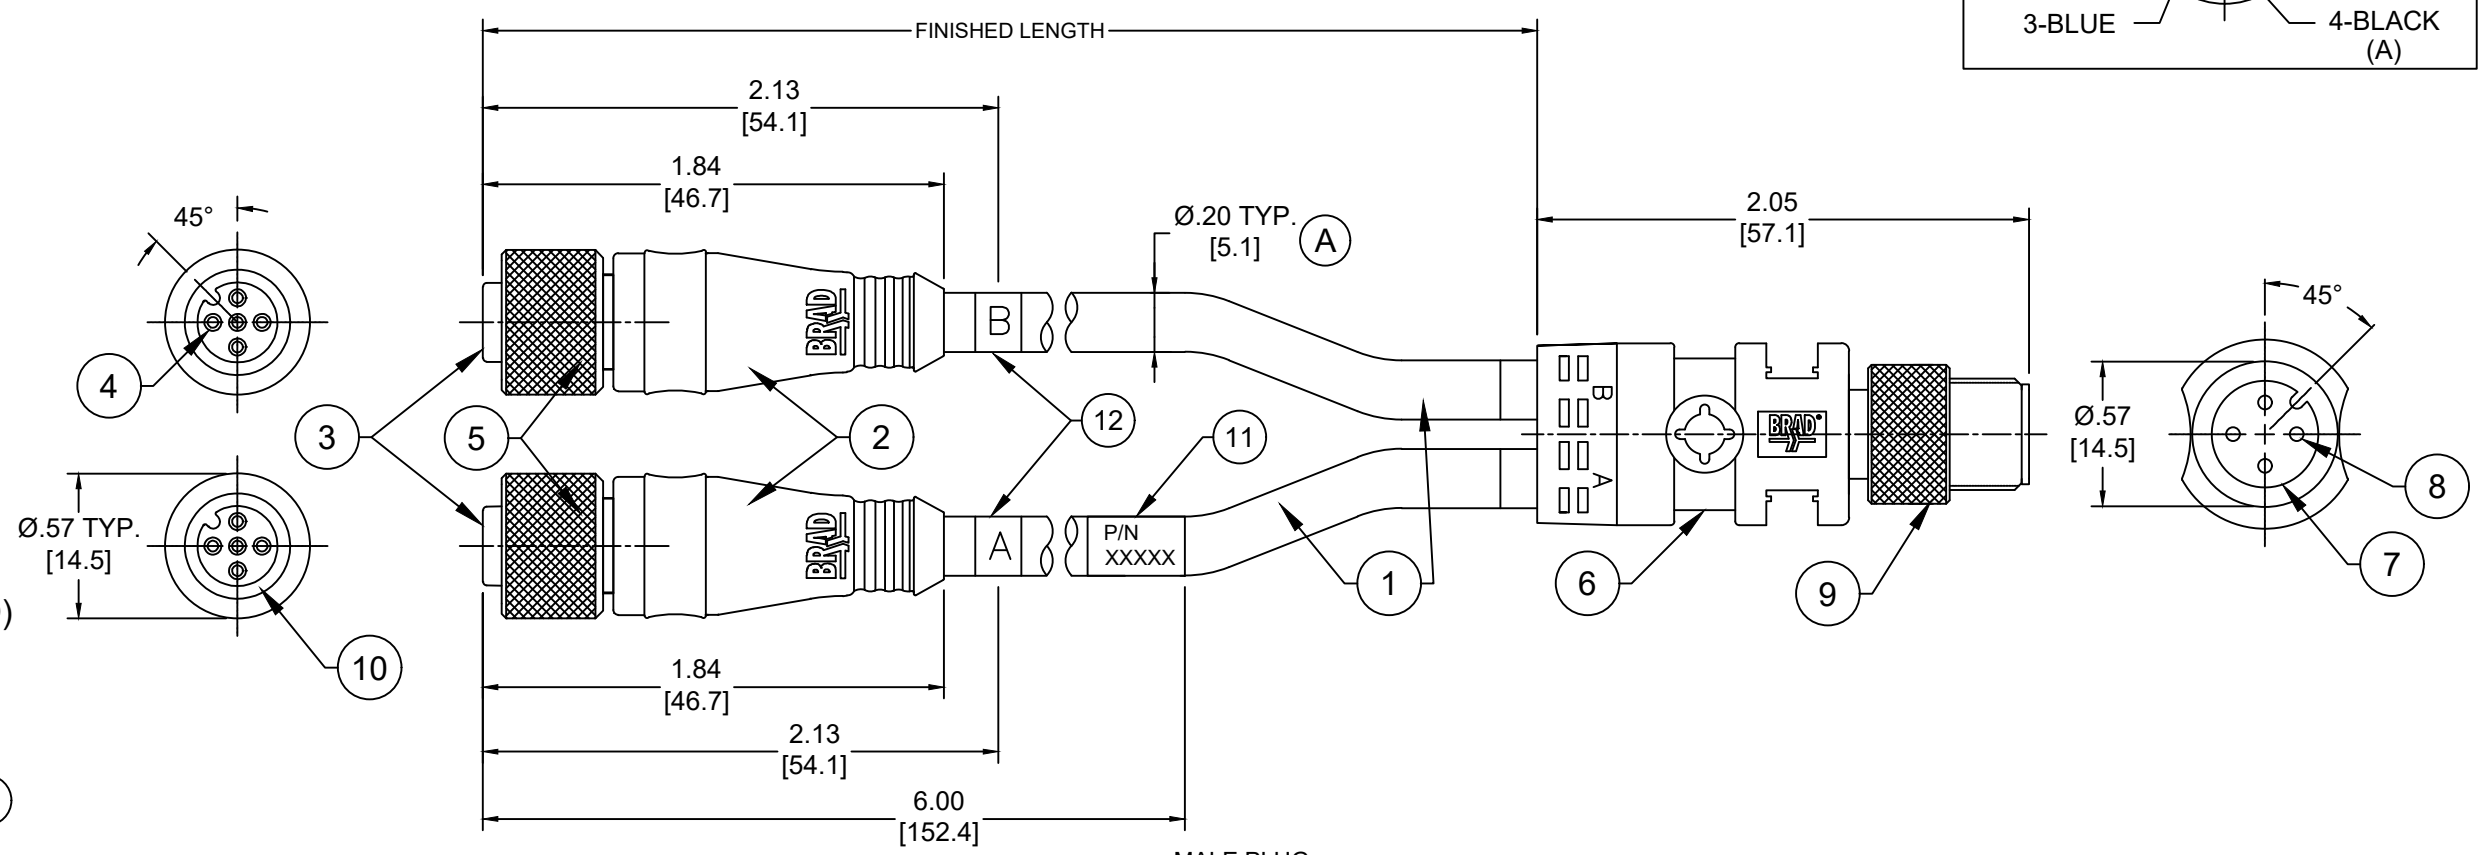 FINISHED LENGTH
3-BLUE
4-BLACK
(A)
2.13
[54.1]
1.84
[46.7]
45°
Ø.20 TYP.
[5.1]
A
2.05
[57.1]
45°
4
3
5
2
12
11
BRAD
B
B
A
BRAD®
Ø.57
[14.5]
8
7
Ø.57 TYP.
[14.5]
)
10
BRAD
A
P/N
XXXXX
1
6
9
1.84
[46.7]
2.13
[54.1]
6.00
[152.4]